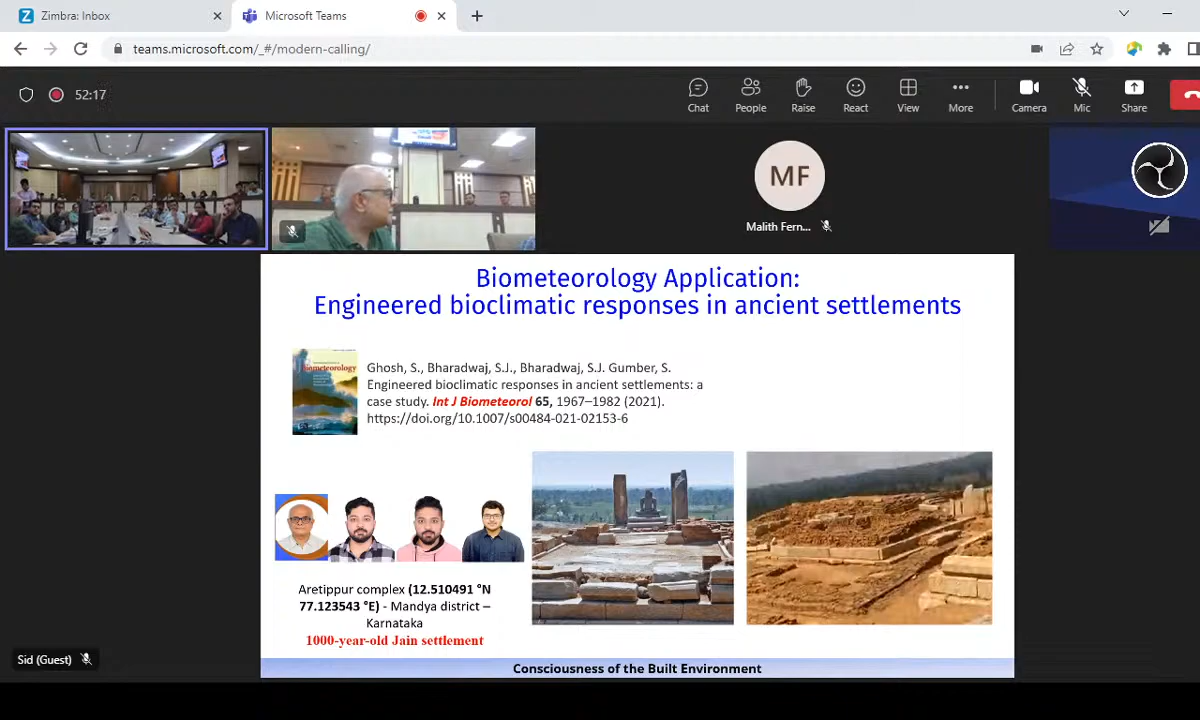 Zimbra: Inbox
Microsoft Teams
teams.microsoft.com/_#/modern-calling/
52:17
Chat
People
Raise
React
View
More
Camera
Mic
Share
MF
Malith Fern...
Biometeorology Application:
Engineered bioclimatic responses in ancient settlements
Biometeorology
Ghosh, S., Bharadwaj, S.J., Bharadwaj, S.J. Gumber, S.
Engineered bioclimatic responses in ancient settlements: a
case study. Int J Biometeorol 65, 1967–1982 (2021).
https://doi.org/10.1007/s00484-021-02153-6
Aretippur complex (12.510491 °N
77.123543 °E) - Mandya district –
Karnataka
1000-year-old Jain settlement
Sid (Guest)
Consciousness of the Built Environment